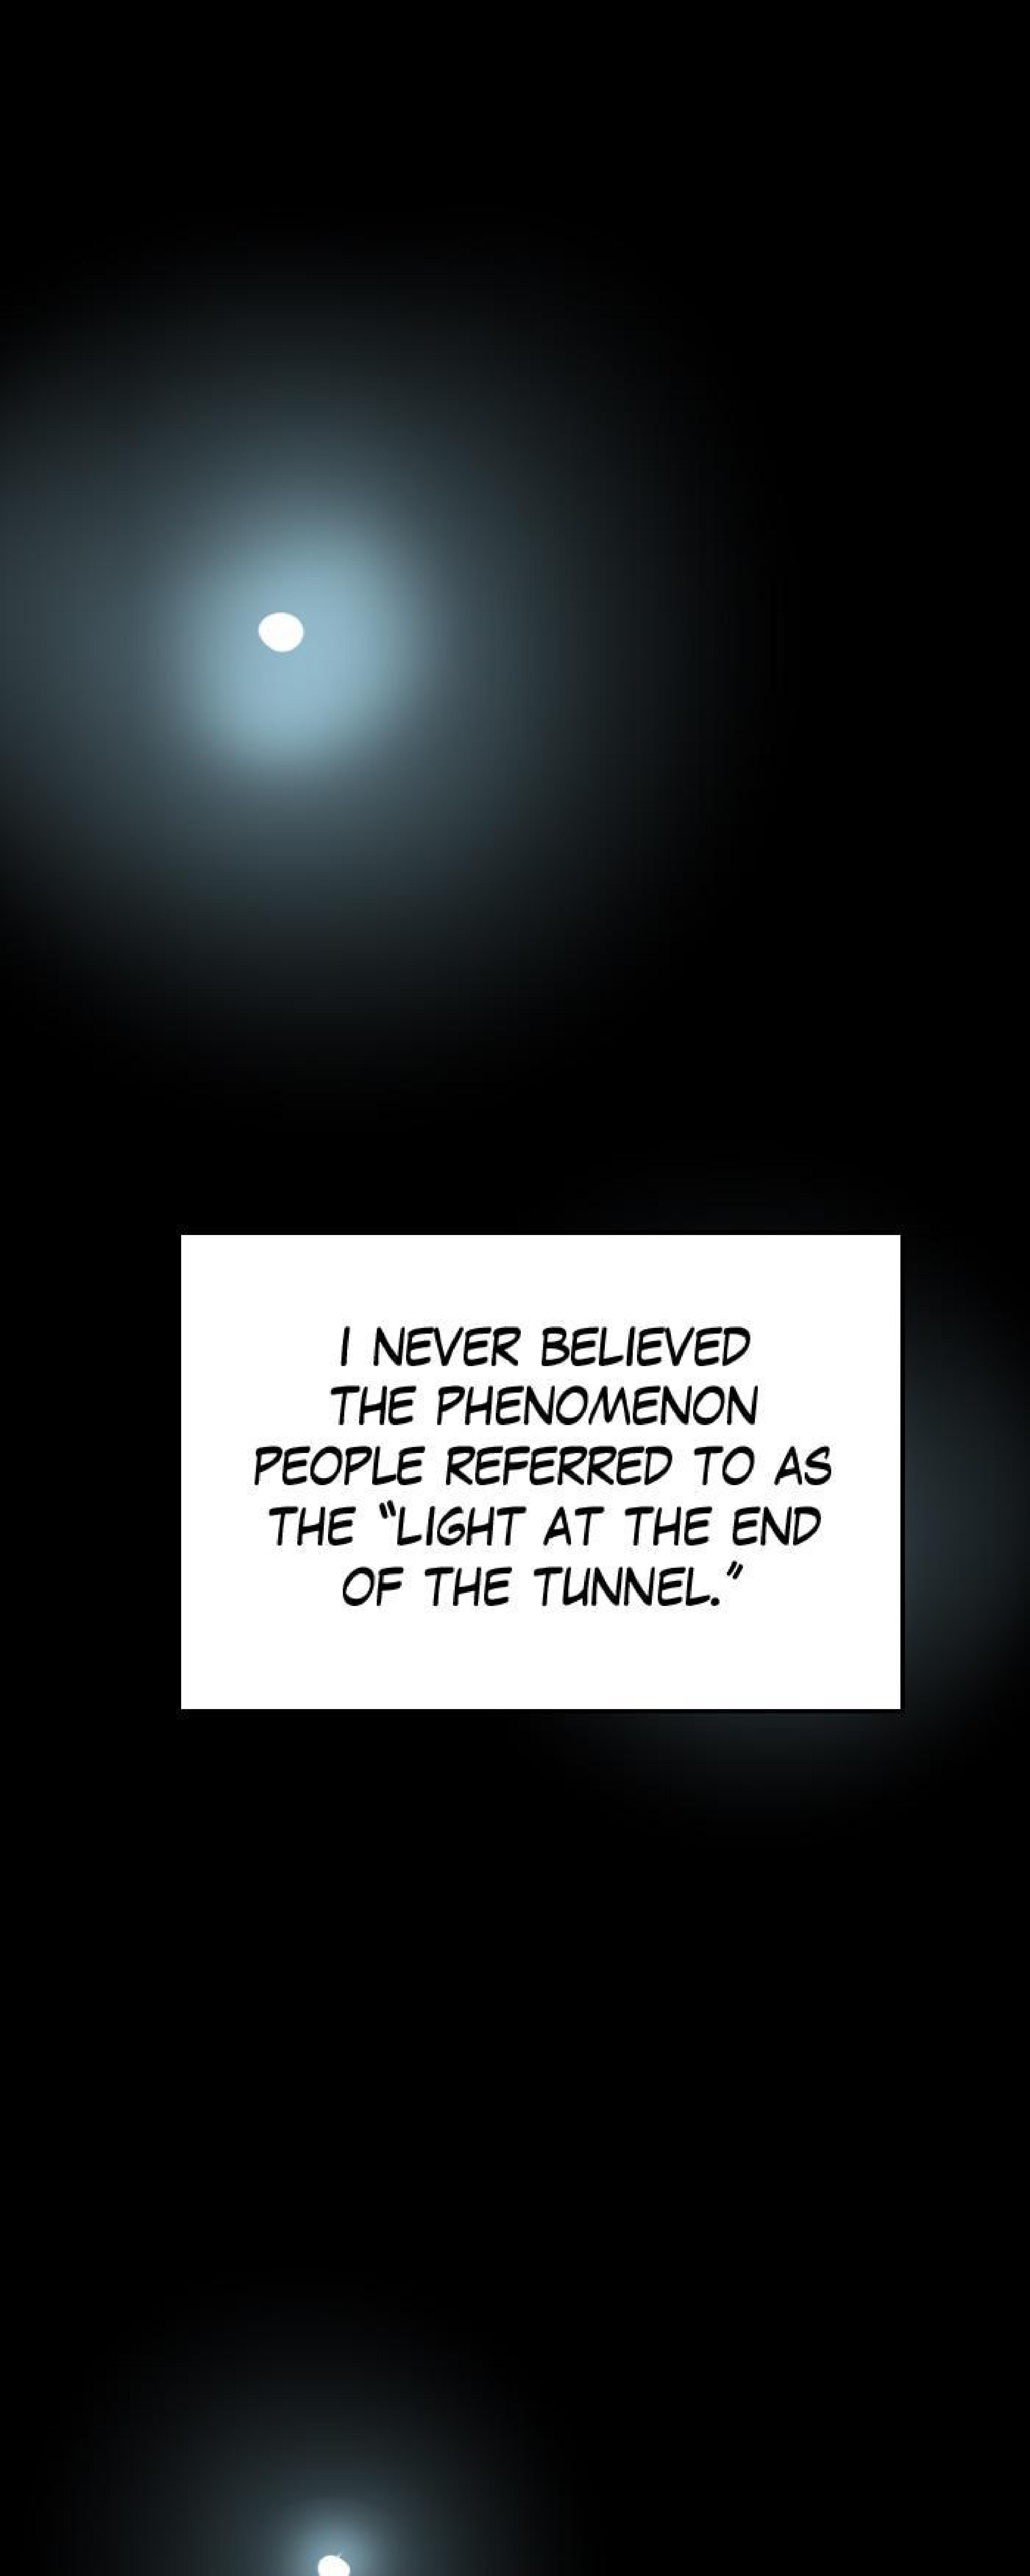 I NEVER BELIEVED
THE PHENOMENON
PEOPLE REFERRED TO AS
THE "LIGHT AT THE END
OF THE TUNNEL."